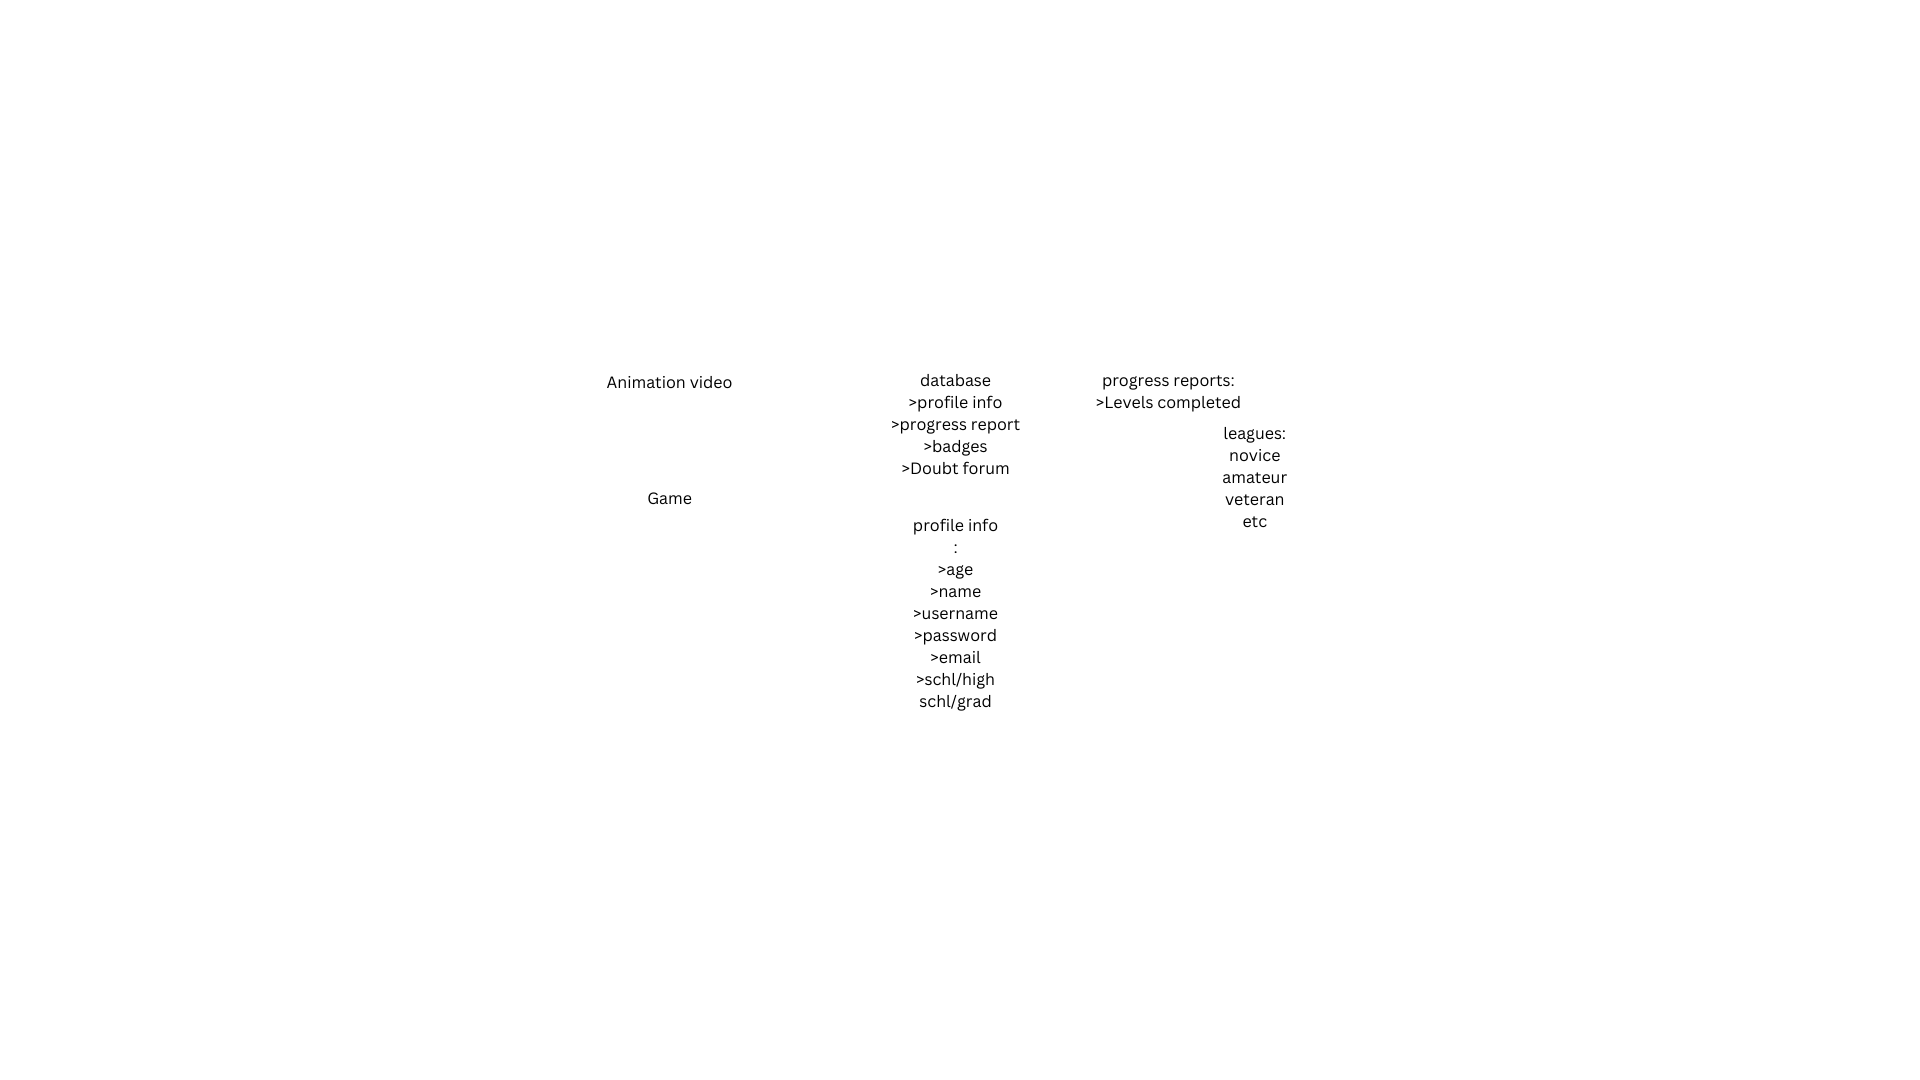 Animation video
Game
database
>profile info
>progress report
>badges
>Doubt forum
profile info
:
>age
>name
>username
>password
>email
>schl/high
schl/grad
progress reports:
>Levels completed
leagues:
novice
amateur
veteran
etc